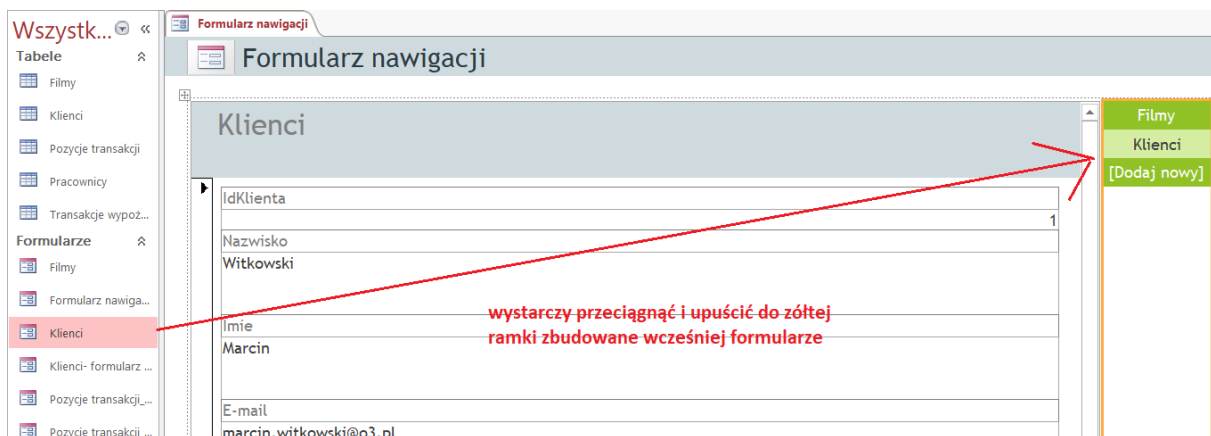 Wszystk...
Tabele
Filmy
Klienci
Pozycje transakcji
Pracownicy
Transakcje wypoż...
Formularze
Filmy
Formularz nawiga...
Klienci
Klienci- formularz ...
Pozycje transakcji_...
Pozycje transakcji ...
Formularz nawigacji
Formularz nawigacji
Klienci
IdKlienta
1
Nazwisko
Witkowski
wystarczy przeciągnąć i upuścić do zółtej
ramki zbudowane wcześniej formularze
Imie
Marcin
E-mail
marcin.witkowski@o3.pl
Filmy
Klienci
[Dodaj nowy]